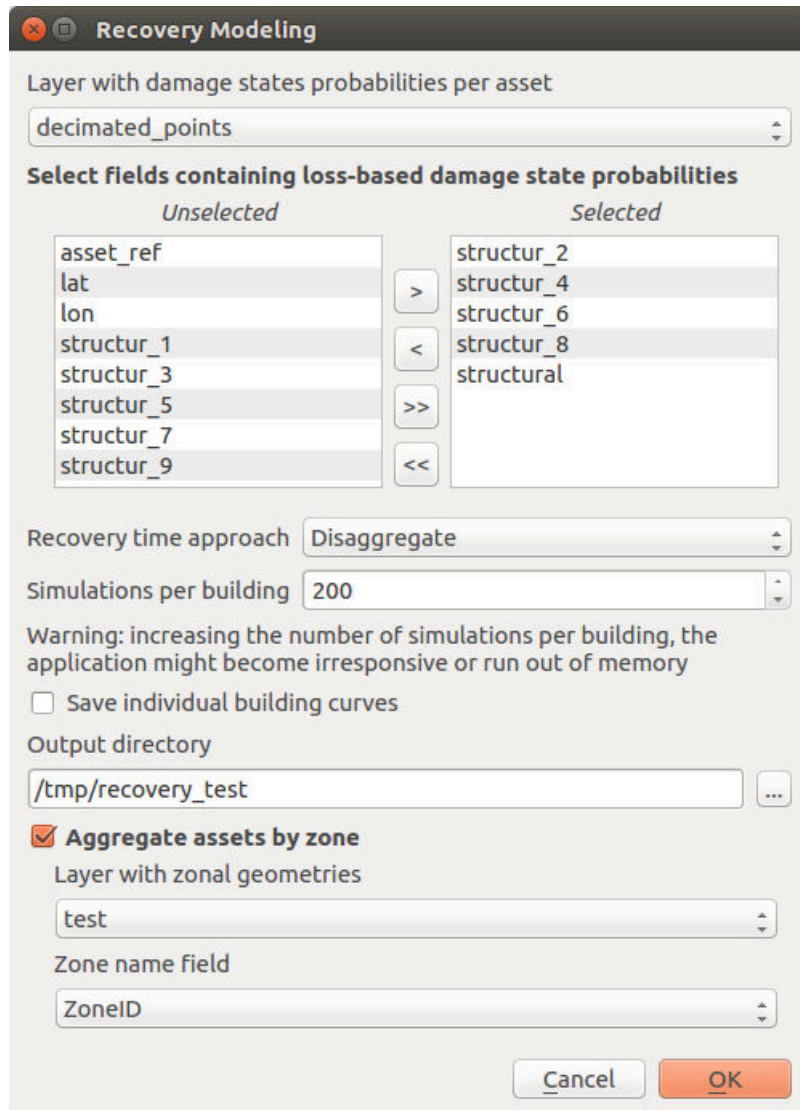 Recovery Modeling
Layer with damage states probabilities per asset
decimated_points
Select fields containing loss-based damage state probabilities
Unselected Selected
asset_ref
lat
lon
structur_1
structur_3
structur_5
structur_7
structur_9
>
<
>>
<<
structur_2
structur_4
structur_6
structur_8
structural
Recovery time approach Disaggregate
Simulations per building 200
Warning: increasing the number of simulations per building, the
application might become irresponsive or run out of memory
Save individual building curves
Output directory
/tmp/recovery_test ...
Aggregate assets by zone
Layer with zonal geometries
test
Zone name field
ZoneID
Cancel OK